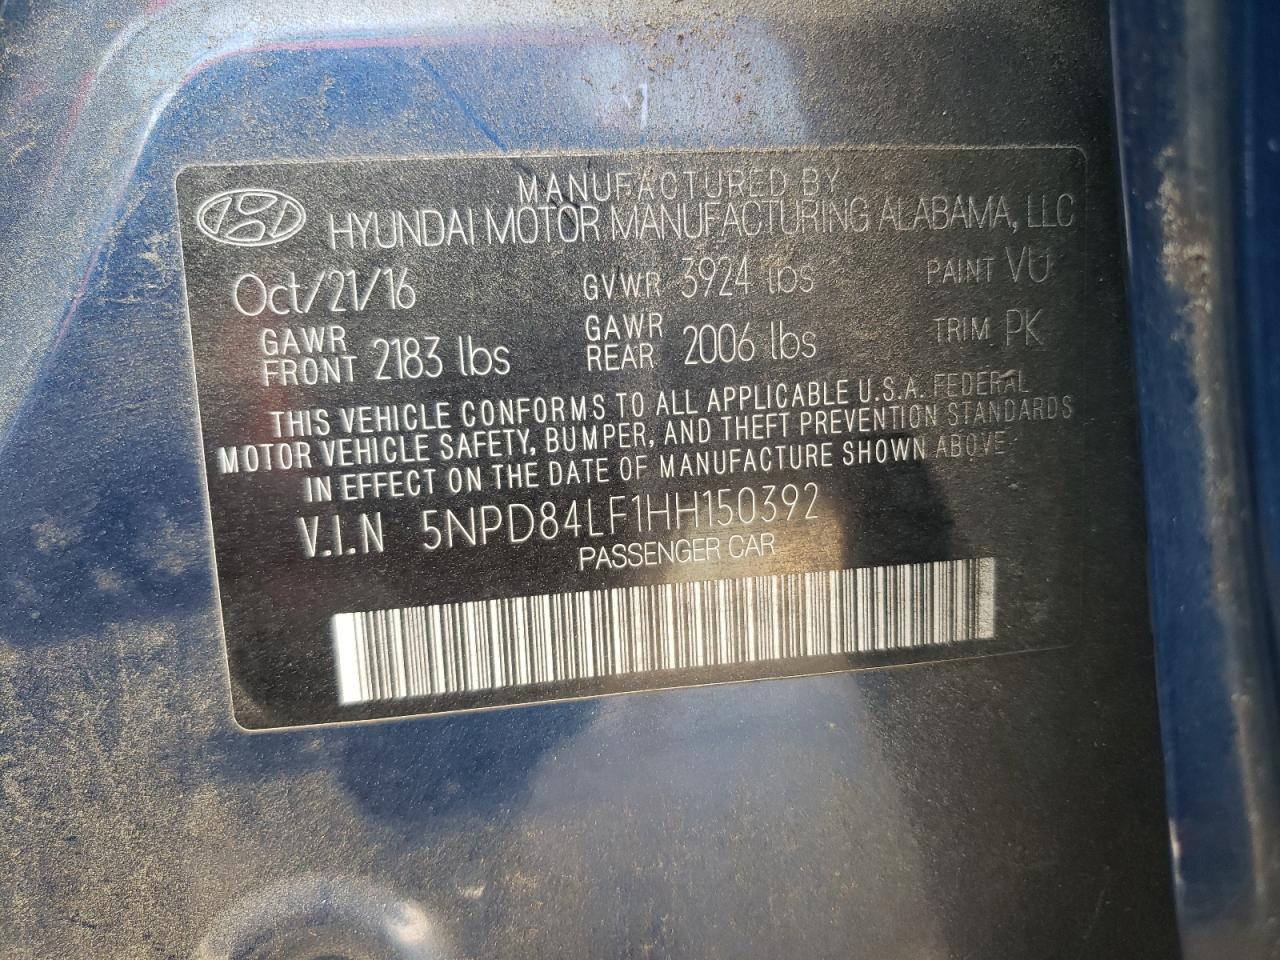 MANUFACTURED BY
HYUNDAI MOTOR MANUFACTURING ALABAMA, LLC
Oct/21/16 GVWR 3924 lbs PAINT VU
GAWR FRONT 2183 lbs GAWR REAR 2006 lbs TRIM PK
THIS VEHICLE CONFORMS TO ALL APPLICABLE U.S.A. FEDERAL
MOTOR VEHICLE SAFETY, BUMPER, AND THEFT PREVENTION STANDARDS
IN EFFECT ON THE DATE OF MANUFACTURE SHOWN ABOVE
V.I.N 5NPD84LF1HH150392
PASSENGER CAR